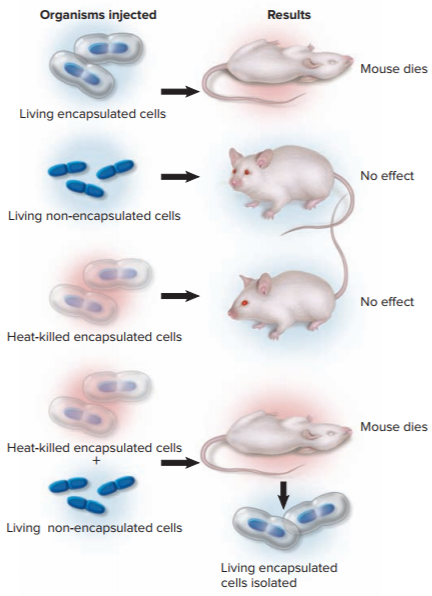 Organisms injected
Results
Mouse dies
Living encapsulated cells
No effect
Living non-encapsulated cells
No effect
Heat-killed encapsulated cells
Mouse dies
Heat-killed encapsulated cells
+
Living non-encapsulated cells
Living encapsulated
cells isolated